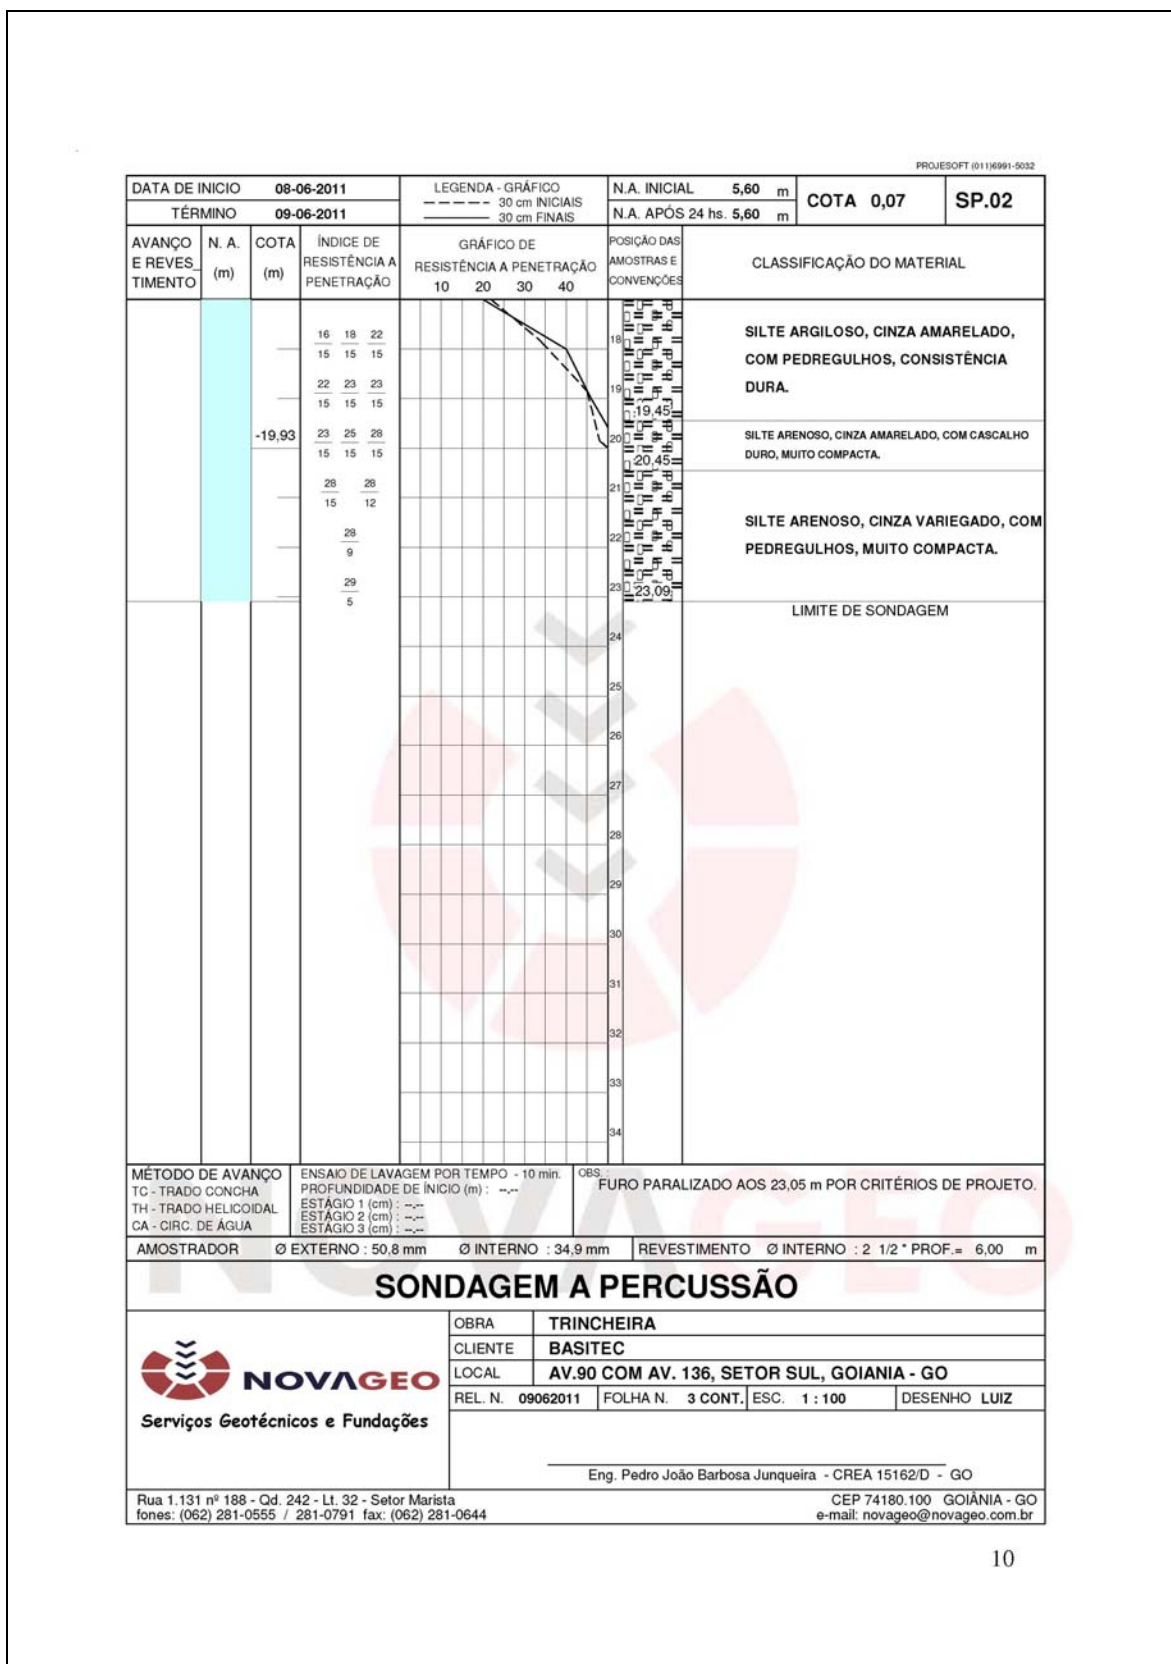 PROJESOFT (011)6991-5032
DATA DE INICIO 08-06-2011
TÉRMINO 09-06-2011
LEGENDA - GRÁFICO
30 cm INICIAIS
30 cm FINAIS
N.A. INICIAL 5,60 m
N.A. APÓS 24 hs. 5,60 m
COTA 0,07
SP.02
AVANÇO E REVES_TIMENTO
N. A. (m)
COTA (m)
ÍNDICE DE RESISTÊNCIA A PENETRAÇÃO
GRÁFICO DE RESISTÊNCIA A PENETRAÇÃO
10 20 30 40
POSIÇÃO DAS AMOSTRAS E CONVENÇÕES
CLASSIFICAÇÃO DO MATERIAL
16 18 22
15 15 15
18
SILTE ARGILOSO, CINZA AMARELADO,
COM PEDREGULHOS, CONSISTÊNCIA
DURA.
22 23 23
15 15 15
19
19,45
-19,93
23 25 28
15 15 15
20
20,45
SILTE ARENOSO, CINZA AMARELADO, COM CASCALHO
DURO, MUITO COMPACTA.
28 28
15 12
21
28
9
22
SILTE ARENOSO, CINZA VARIEGADO, COM
PEDREGULHOS, MUITO COMPACTA.
29
5
23
23,09
LIMITE DE SONDAGEM
24
25
26
27
28
29
30
31
32
33
34
MÉTODO DE AVANÇO
TC - TRADO CONCHA
TH - TRADO HELICOIDAL
CA - CIRC. DE ÁGUA
ENSAIO DE LAVAGEM POR TEMPO - 10 min.
PROFUNDIDADE DE ÍNICIO (m) : --,--
ESTÁGIO 1 (cm) : --,--
ESTÁGIO 2 (cm) : --,--
ESTÁGIO 3 (cm) : --,--
OBS. :
FURO PARALIZADO AOS 23,05 m POR CRITÉRIOS DE PROJETO.
AMOSTRADOR Ø EXTERNO : 50,8 mm Ø INTERNO : 34,9 mm
REVESTIMENTO Ø INTERNO : 2 1/2 " PROF.= 6,00 m
NOVAGEO
SONDAGEM A PERCUSSÃO
NOVAGEO
Serviços Geotécnicos e Fundações
OBRA TRINCHEIRA
CLIENTE BASITEC
LOCAL AV.90 COM AV. 136, SETOR SUL, GOIANIA - GO
REL. N. 09062011 FOLHA N. 3 CONT. ESC. 1 : 100 DESENHO LUIZ
Eng. Pedro João Barbosa Junqueira - CREA 15162/D - GO
Rua 1.131 nº 188 - Qd. 242 - Lt. 32 - Setor Marista
fones: (062) 281-0555 / 281-0791 fax: (062) 281-0644
CEP 74180.100 GOIÂNIA - GO
e-mail: novageo@novageo.com.br
10